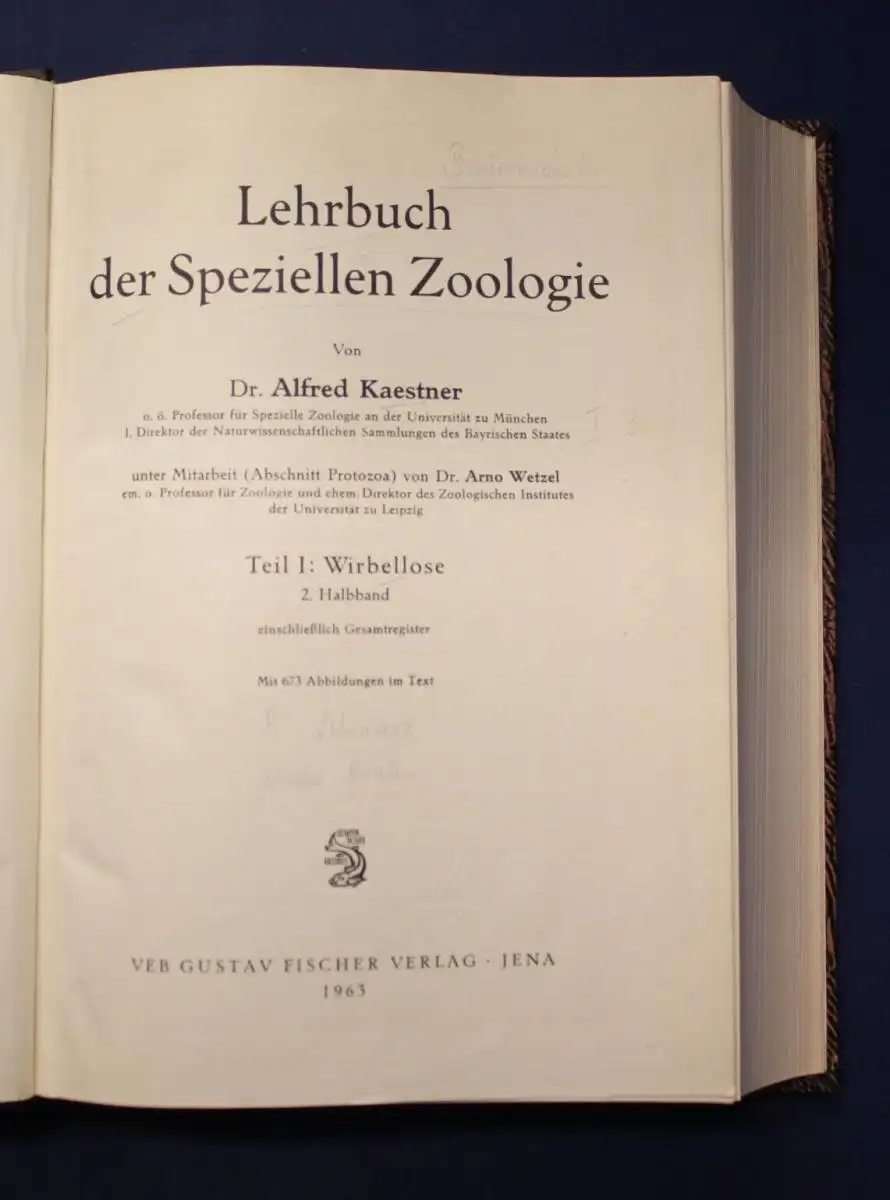 Lehrbuch
der Speziellen Zoologie
Von
Dr. Alfred Kaestner
o. ö. Professor für Spezielle Zoologie an der Universität zu München
I. Direktor der Naturwissenschaftlichen Sammlungen des Bayrischen Staates
unter Mitarbeit (Abschnitt Protozoa) von Dr. Arno Wetzel
em. o. Professor für Zoologie und ehem. Direktor des Zoologischen Institutes
der Universität zu Leipzig
Teil I: Wirbellose
2. Halbband
einschließlich Gesamtregister
Mit 673 Abbildungen im Text
VEB GUSTAV FISCHER VERLAG · JENA
1963